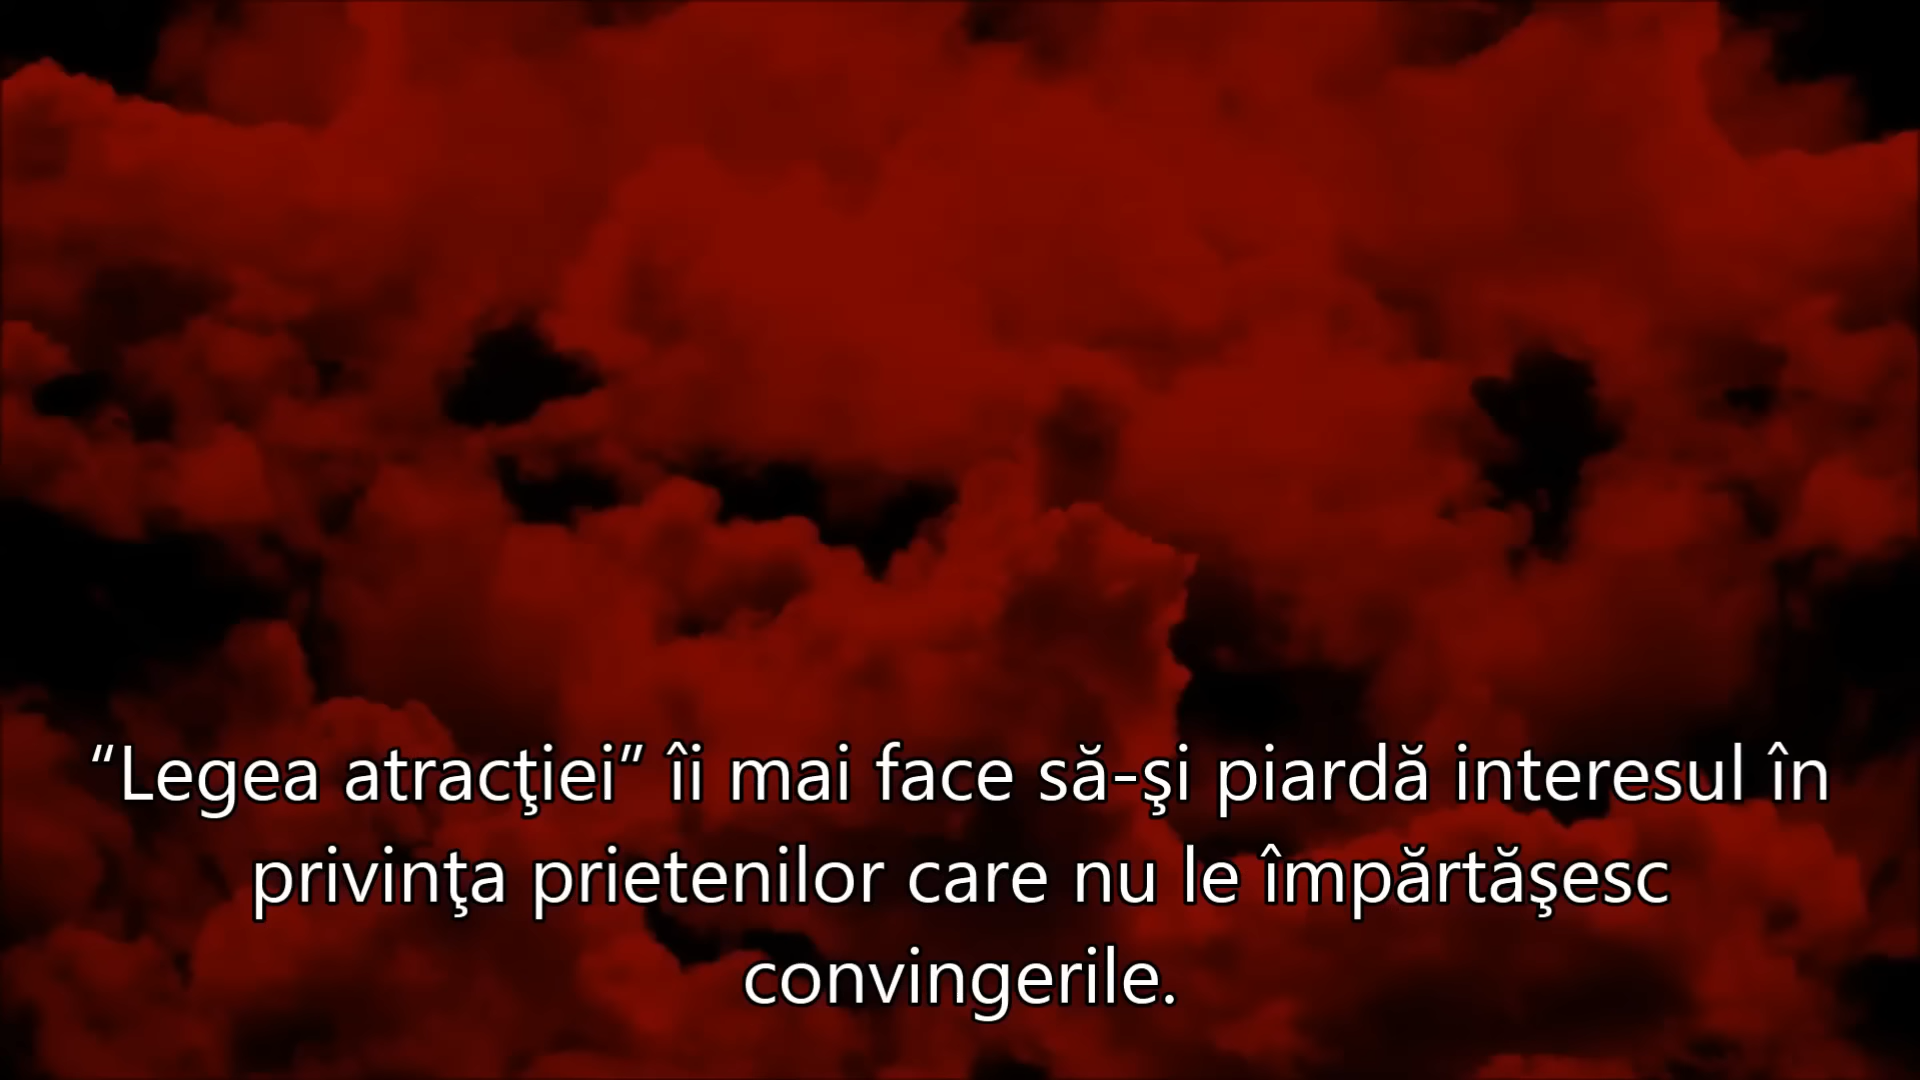 “Legea atracţiei” îi mai face să-şi piardă interesul în
privinţa prietenilor care nu le împărtăşesc
convingerile.